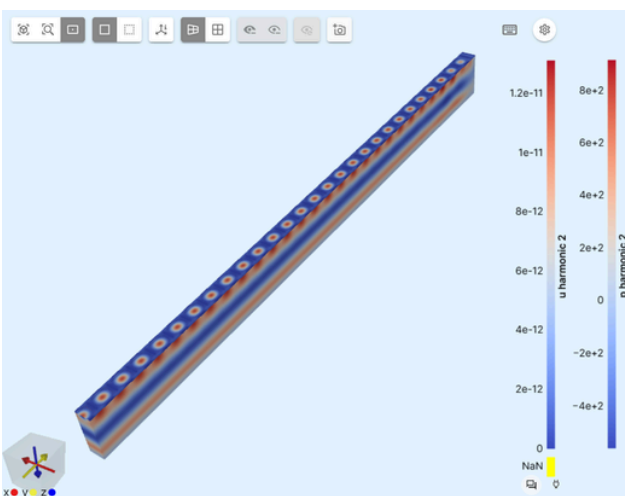 1.2e-11
1e-11
8e-12
6e-12
4e-12
2e-12
0
NaN
u harmonic 2
8e+2
6e+2
4e+2
2e+2
0
−2e+2
−4e+2
p harmonic 2
X Y Z